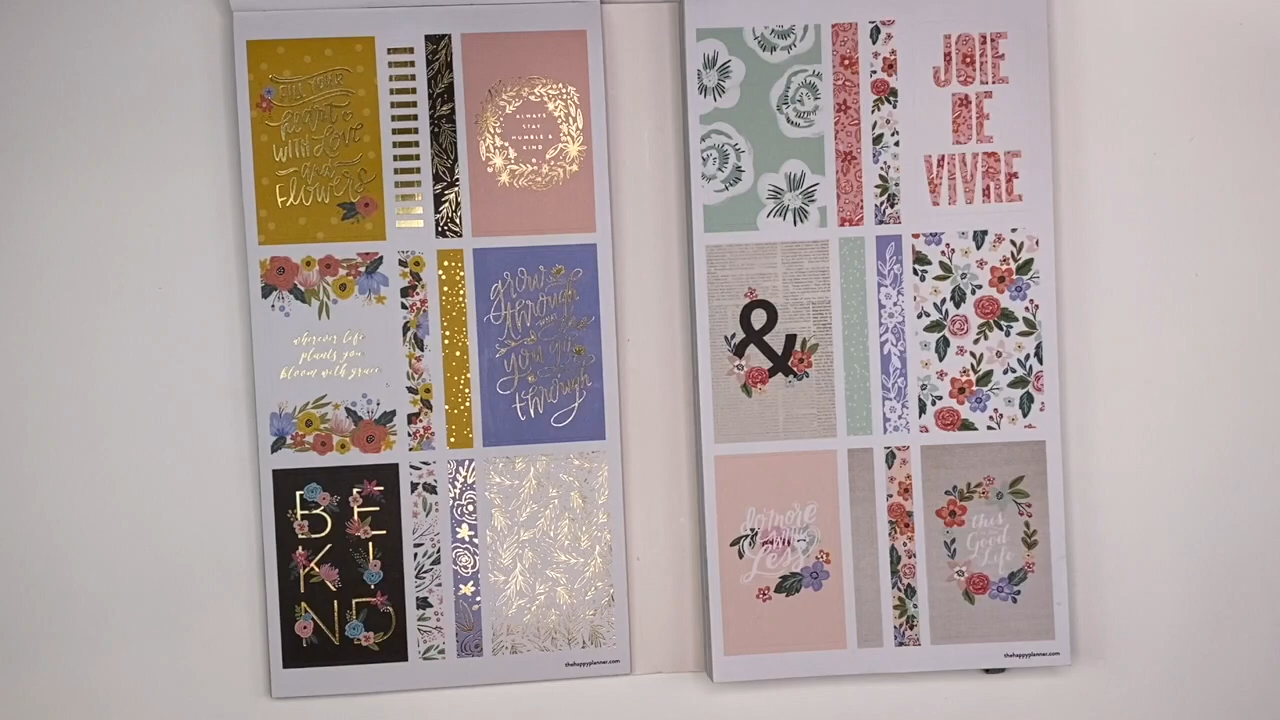 FILL YOUR
heart
WITH Love
and
FLOWERS
ALWAYS
STAY
HUMBLE &
KIND
wherever life
plants you
bloom with grace
grow
through
what
you go
through
BE
KI
ND
thehappyplanner.com
JOIE
DE
VIVRE
&
do more
with
Less
this
Good
Life
thehappyplanner.com